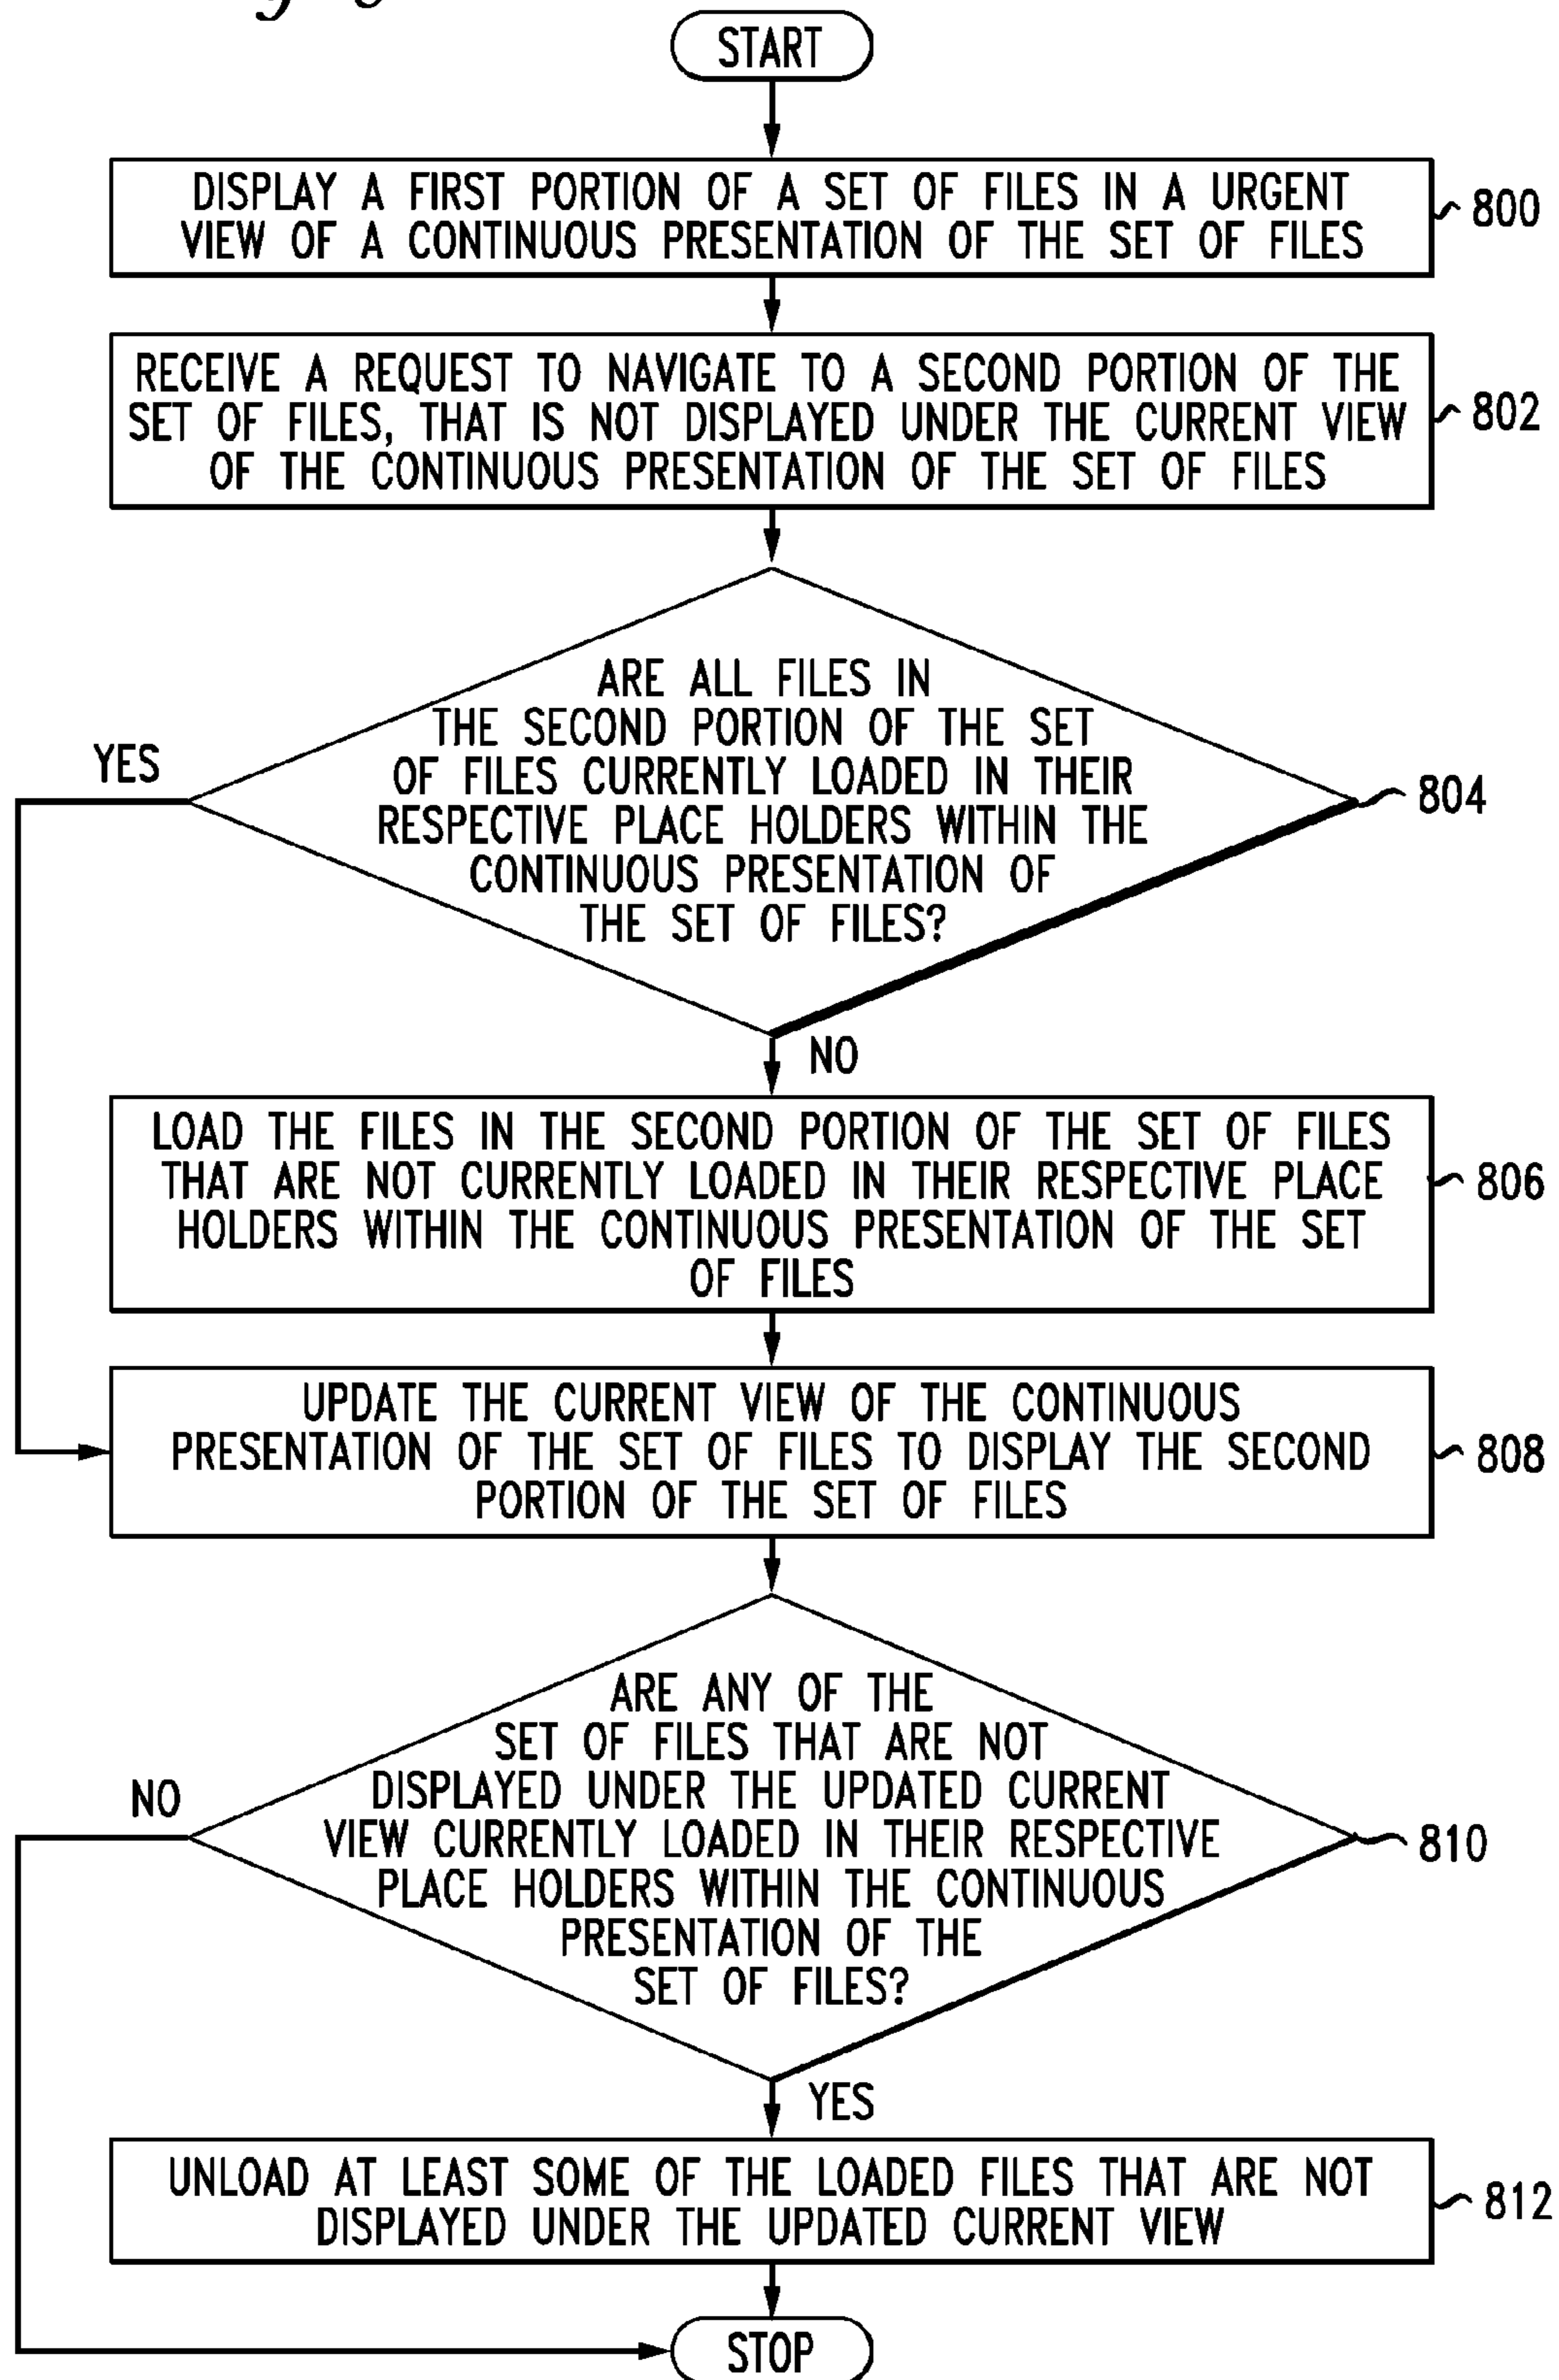 START
DISPLAY A FIRST PORTION OF A SET OF FILES IN A URGENT
VIEW OF A CONTINUOUS PRESENTATION OF THE SET OF FILES
800
RECEIVE A REQUEST TO NAVIGATE TO A SECOND PORTION OF THE
SET OF FILES, THAT IS NOT DISPLAYED UNDER THE CURRENT VIEW
OF THE CONTINUOUS PRESENTATION OF THE SET OF FILES
802
ARE ALL FILES IN
THE SECOND PORTION OF THE SET
OF FILES CURRENTLY LOADED IN THEIR
RESPECTIVE PLACE HOLDERS WITHIN THE
CONTINUOUS PRESENTATION OF
THE SET OF FILES?
YES
804
NO
LOAD THE FILES IN THE SECOND PORTION OF THE SET OF FILES
THAT ARE NOT CURRENTLY LOADED IN THEIR RESPECTIVE PLACE
HOLDERS WITHIN THE CONTINUOUS PRESENTATION OF THE SET
OF FILES
806
UPDATE THE CURRENT VIEW OF THE CONTINUOUS
PRESENTATION OF THE SET OF FILES TO DISPLAY THE SECOND
PORTION OF THE SET OF FILES
808
ARE ANY OF THE
SET OF FILES THAT ARE NOT
DISPLAYED UNDER THE UPDATED CURRENT
VIEW CURRENTLY LOADED IN THEIR RESPECTIVE
PLACE HOLDERS WITHIN THE CONTINUOUS
PRESENTATION OF THE
SET OF FILES?
NO
810
YES
UNLOAD AT LEAST SOME OF THE LOADED FILES THAT ARE NOT
DISPLAYED UNDER THE UPDATED CURRENT VIEW
812
STOP